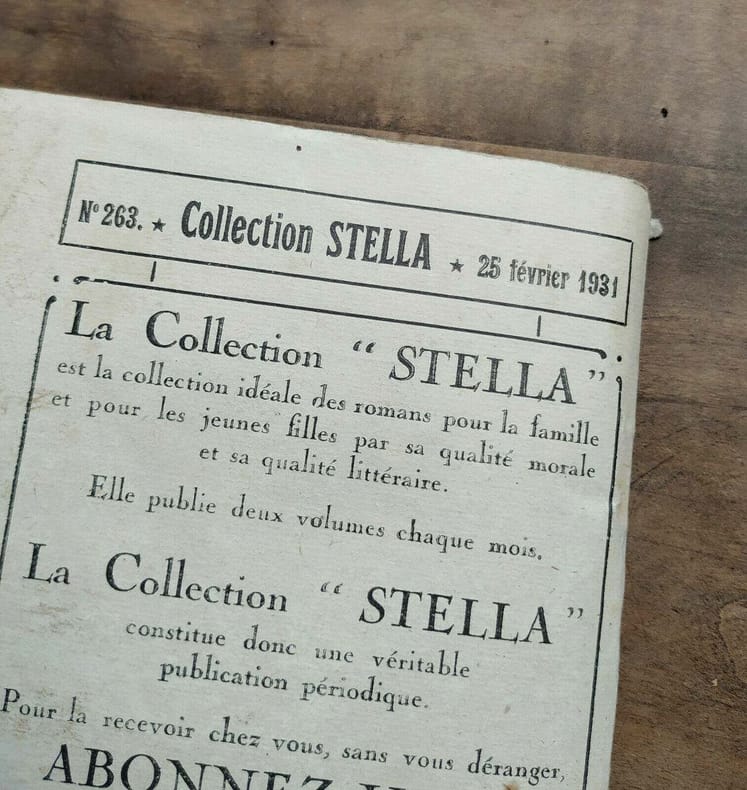 N° 263. ★ Collection STELLA ★ 25 février 1931
La Collection “ STELLA ”
est la collection idéale des romans pour la famille
et pour les jeunes filles par sa qualité morale
et sa qualité littéraire.
Elle publie deux volumes chaque mois.
La Collection “ STELLA ”
constitue donc une véritable
publication périodique.
Pour la recevoir chez vous, sans vous déranger,
ABONNEZ